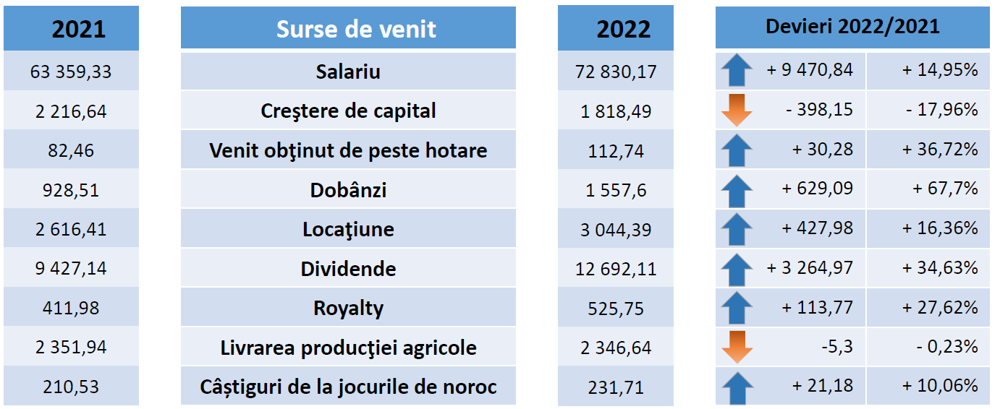 2021 Surse de venit 2022 Devieri 2022/2021
63 359,33 Salariu 72 830,17 + 9 470,84 + 14,95%
2 216,64 Creştere de capital 1 818,49 - 398,15 - 17,96%
82,46 Venit obţinut de peste hotare 112,74 + 30,28 + 36,72%
928,51 Dobânzi 1 557,6 + 629,09 + 67,7%
2 616,41 Locaţiune 3 044,39 + 427,98 + 16,36%
9 427,14 Dividende 12 692,11 + 3 264,97 + 34,63%
411,98 Royalty 525,75 + 113,77 + 27,62%
2 351,94 Livrarea producţiei agricole 2 346,64 -5,3 - 0,23%
210,53 Câștiguri de la jocurile de noroc 231,71 + 21,18 + 10,06%